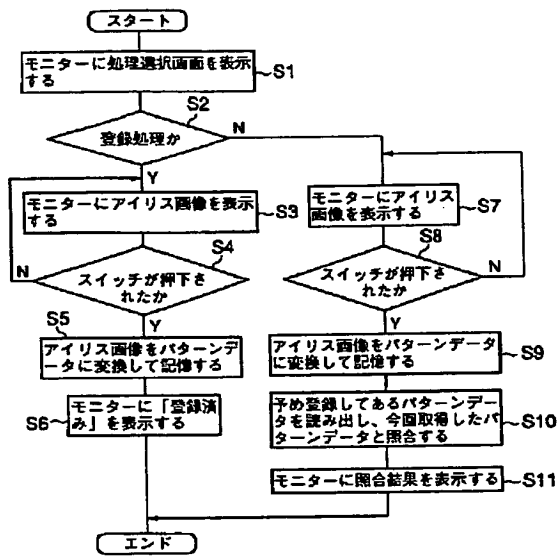 スタート
モニターに処理選択画面を表示
する
S1
S2
登録処理か
N
Y
モニターにアイリス画像を表示
する
S3
S4
スイッチが押下さ
れたか
N
Y
S5
アイリス画像をパターンデ
ータに変換して記憶する
S6
モニターに「登録済
み」を表示する
モニターにアイリス
画像を表示する
S7
S8
スイッチが押下さ
れたか
N
Y
アイリス画像をパターンデータ
に変換して記憶する
S9
予め登録してあるパターンデー
タを読み出し、今回取得したパ
ターンデータと照合する
S10
モニターに照合結果を表示する
S11
エンド